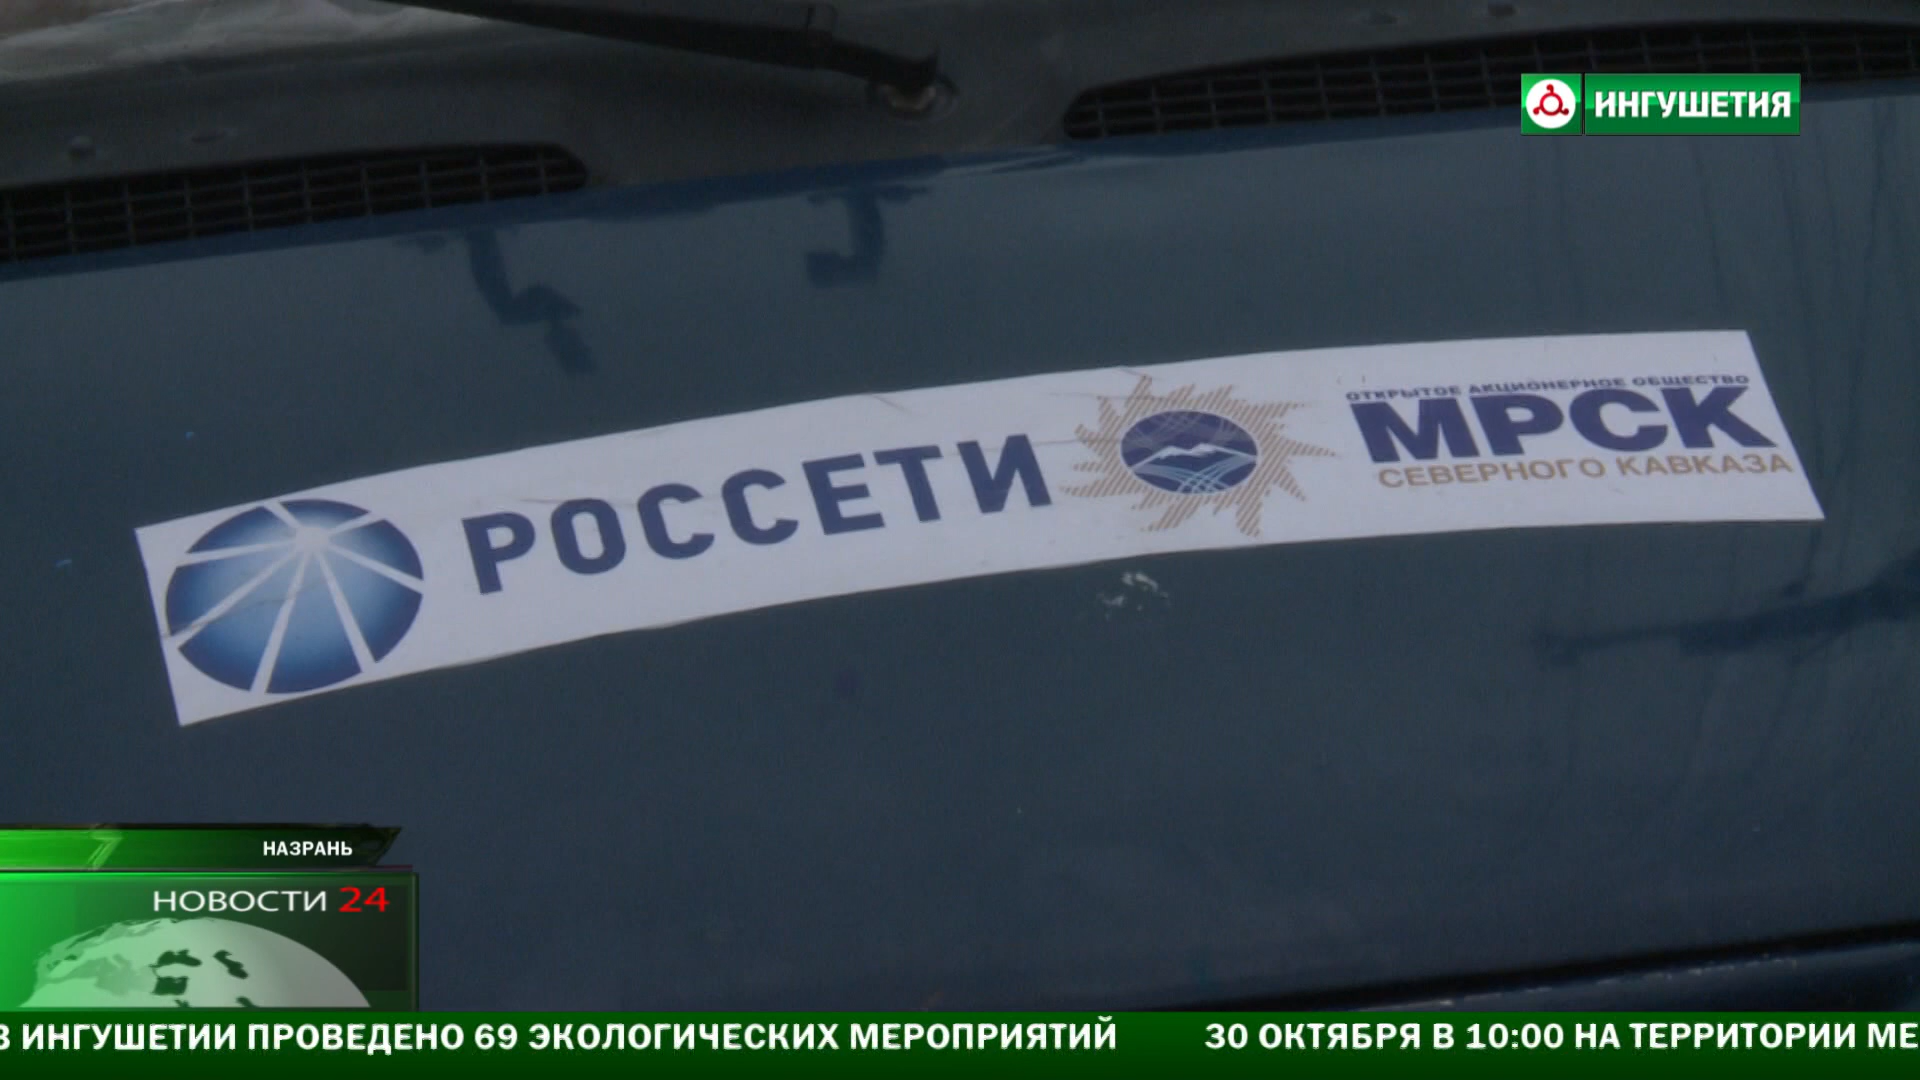 ИНГУШЕТИЯ
РОССЕТИ
ОТКРЫТОЕ АКЦИОНЕРНОЕ ОБЩЕСТВО
МРСК
СЕВЕРНОГО КАВКАЗА
НАЗРАНЬ
НОВОСТИ 24
В ИНГУШЕТИИ ПРОВЕДЕНО 69 ЭКОЛОГИЧЕСКИХ МЕРОПРИЯТИЙ 30 ОКТЯБРЯ В 10:00 НА ТЕРРИТОРИИ МЕ